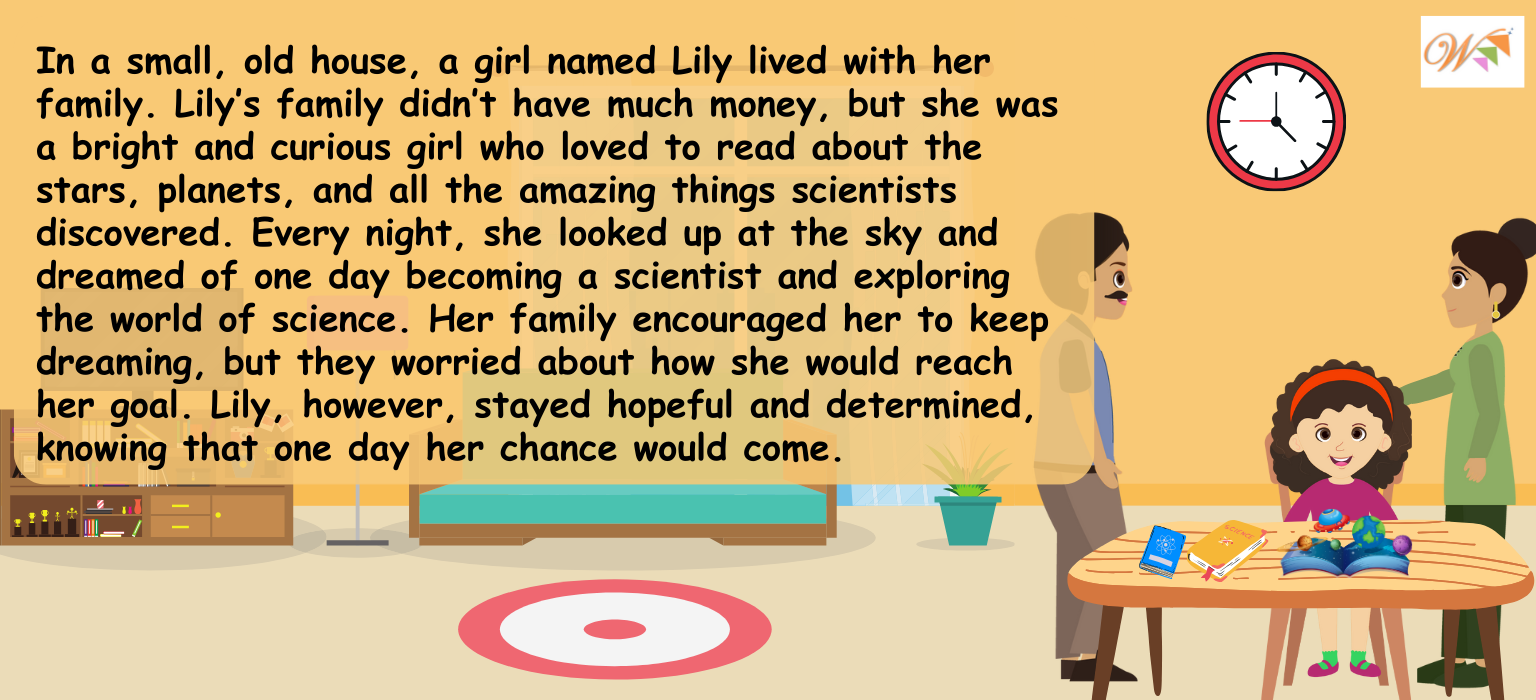 In a small, old house, a girl named Lily lived with her
family. Lily's family didn't have much money, but she was
a bright and curious girl who loved to read about the
stars, planets, and all the amazing things scientists
discovered. Every night, she looked up at the sky and
dreamed of one day becoming a scientist and exploring
the world of science. Her family encouraged her to keep
dreaming, but they worried about how she would reach
her goal. Lily, however, stayed hopeful and determined,
knowing that one day her chance would come.
W
SCIENCE